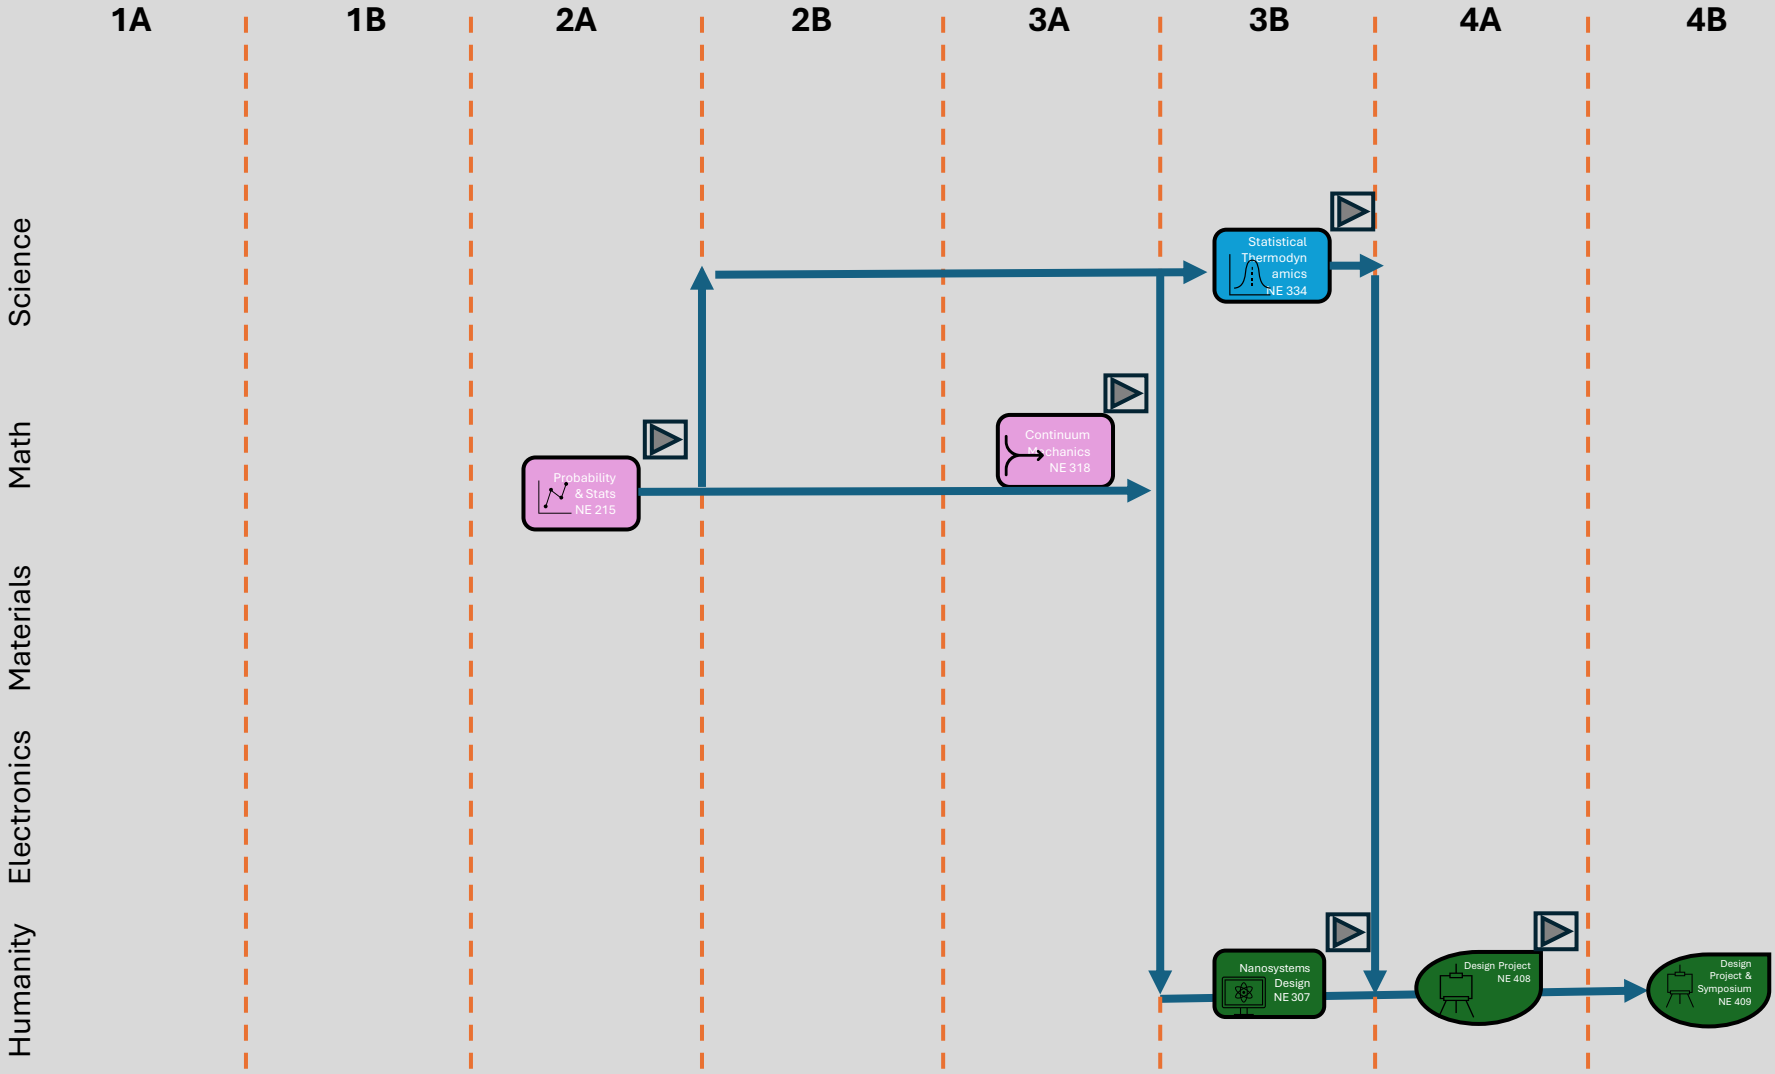 1A
1B
2A
2B
3A
3B
4A
4B
Science
Math
Materials
Electronics
Humanity
Statistical
Thermodyn
amics
NE 334
Continuum
Mechanics
NE 318
Probability
& Stats
NE 215
Nanosystems
Design
NE 307
Design Project
NE 408
Design
Project &
Symposium
NE 409